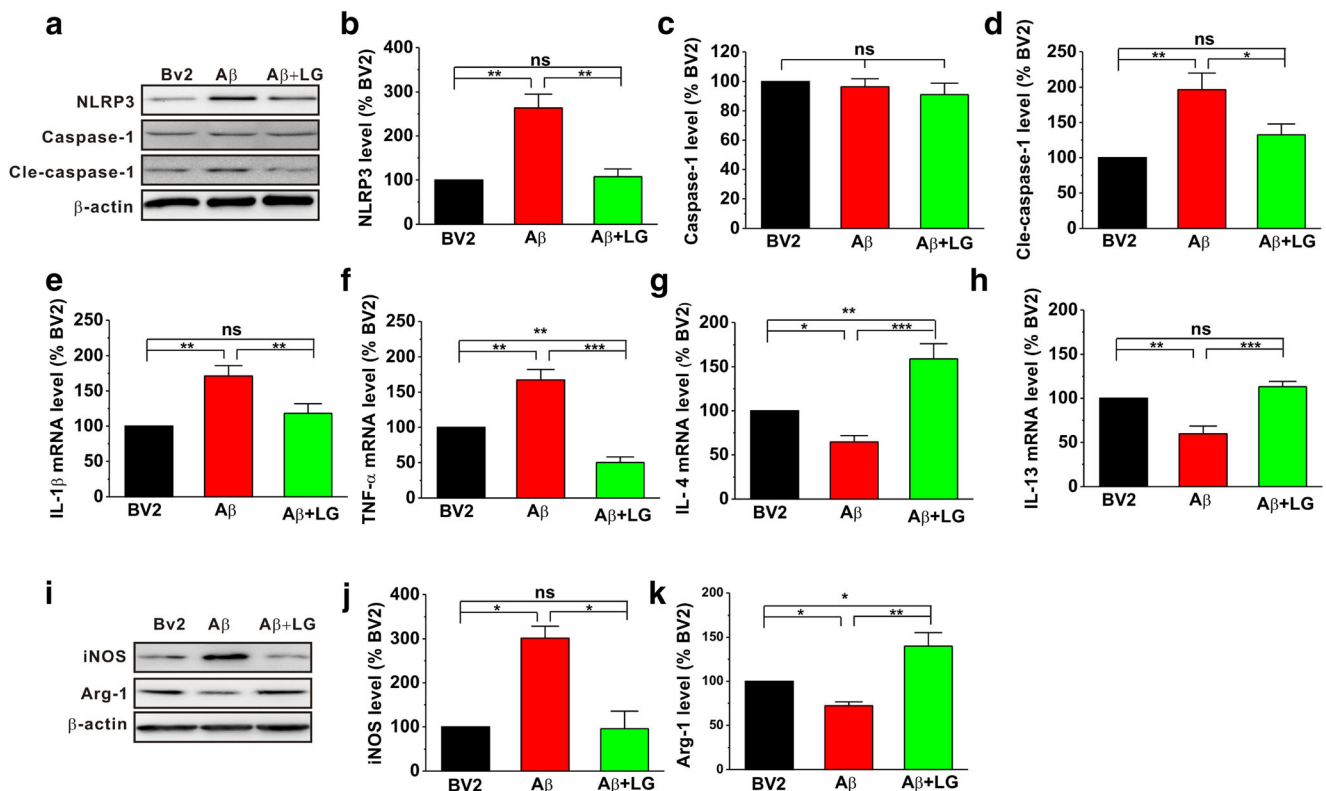 a
Bv2 Aβ Aβ+LG
NLRP3
Caspase-1
Cle-caspase-1
β-actin
b
NLRP3 level (% BV2)
400
300
200
100
0
ns
** **
BV2 Aβ Aβ+LG
c
Caspase-1 level (% BV2)
120
100
80
60
40
20
0
ns
BV2 Aβ Aβ+LG
d
Cle-caspase-1 level (% BV2)
250
200
150
100
50
0
ns
** *
BV2 Aβ Aβ+LG
e
IL-1β mRNA level (% BV2)
250
200
150
100
50
0
ns
** **
BV2 Aβ Aβ+LG
f
TNF-α mRNA level (% BV2)
250
200
150
100
50
0
**
** ***
BV2 Aβ Aβ+LG
g
IL- 4 mRNA level (% BV2)
200
150
100
50
0
**
* ***
BV2 Aβ Aβ+LG
h
IL-13 mRNA level (% BV2)
200
150
100
50
0
ns
** ***
BV2 Aβ Aβ+LG
i
Bv2 Aβ Aβ+LG
iNOS
Arg-1
β-actin
j
iNOS level (% BV2)
400
300
200
100
0
ns
* *
BV2 Aβ Aβ+LG
k
Arg-1 level (% BV2)
200
150
100
50
0
*
* **
BV2 Aβ Aβ+LG